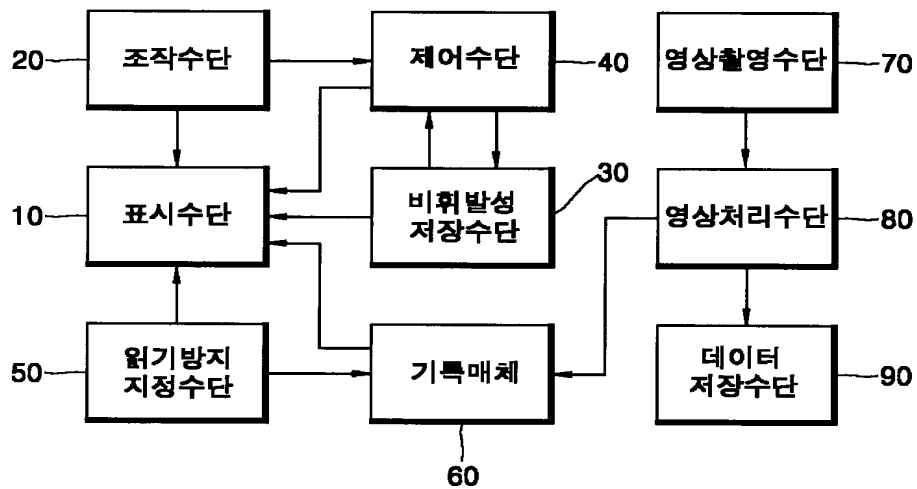 20
조작수단
제어수단
40
영상촬영수단
70
10
표시수단
비휘발성
저장수단
30
영상처리수단
80
50
읽기방지
지정수단
기록매체
60
데이터
저장수단
90